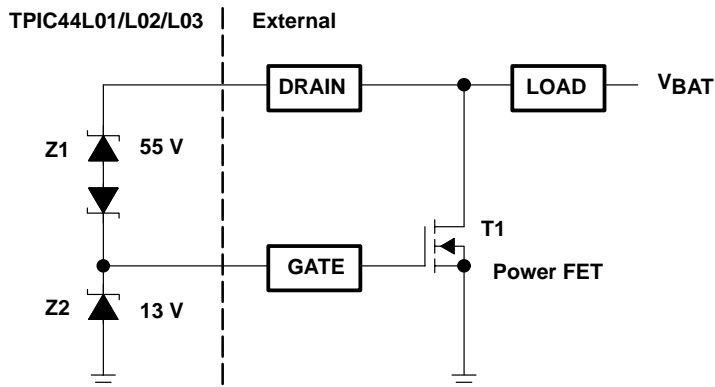 TPIC44L01/L02/L03
External
DRAIN
LOAD
VBAT
Z1
55 V
T1
GATE
Power FET
Z2
13 V